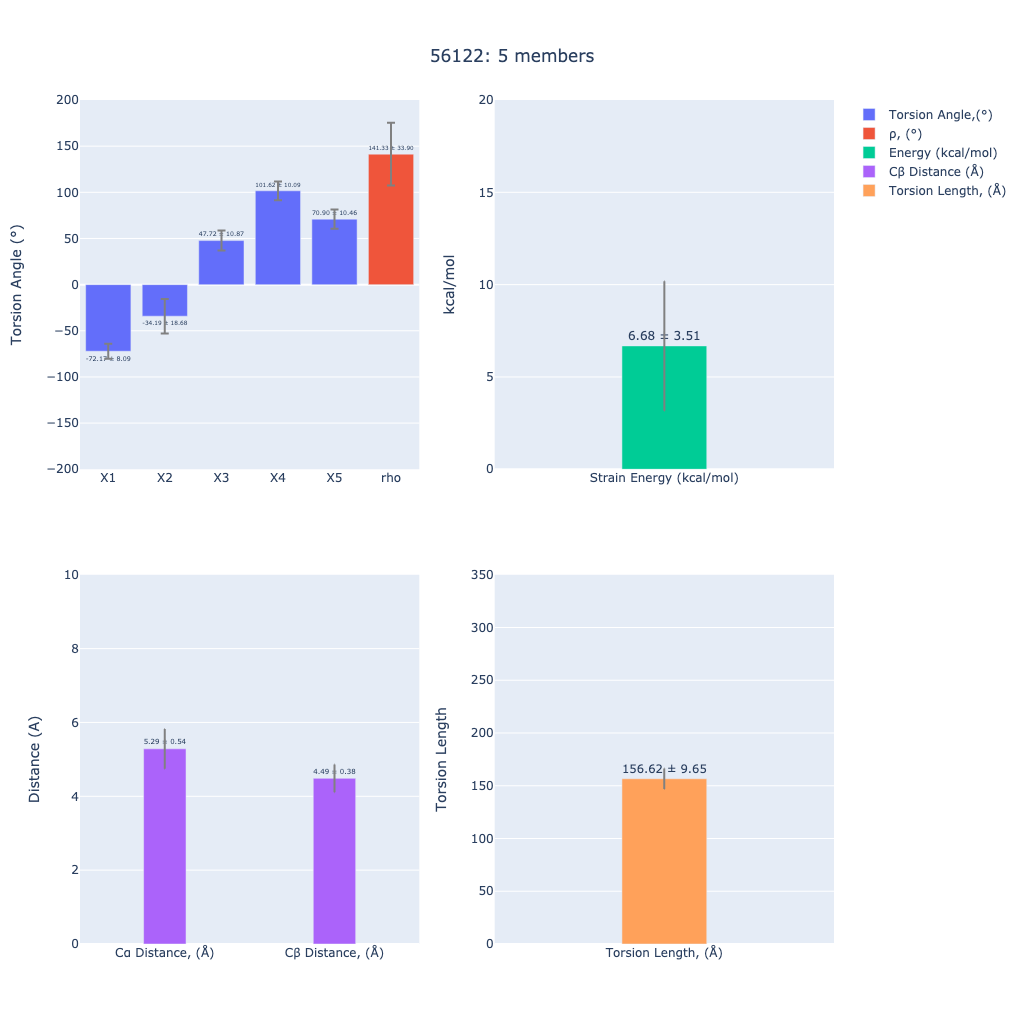 56122: 5 members
Torsion Angle (°)
200
150
100
50
0
−50
−100
−150
−200
-72.17 ± 8.09
-34.19 ± 18.68
47.72 ± 10.87
101.62 ± 10.09
70.90 ± 10.46
141.33 ± 33.90
X1 X2 X3 X4 X5 rho
kcal/mol
20
15
10
5
0
6.68 ± 3.51
Strain Energy (kcal/mol)
Torsion Angle,(°)
ρ, (°)
Energy (kcal/mol)
Cβ Distance (Å)
Torsion Length, (Å)
Distance (A)
10
8
6
4
2
0
5.29 ± 0.54
4.49 ± 0.38
Cα Distance, (Å) Cβ Distance, (Å)
Torsion Length
350
300
250
200
150
100
50
0
156.62 ± 9.65
Torsion Length, (Å)